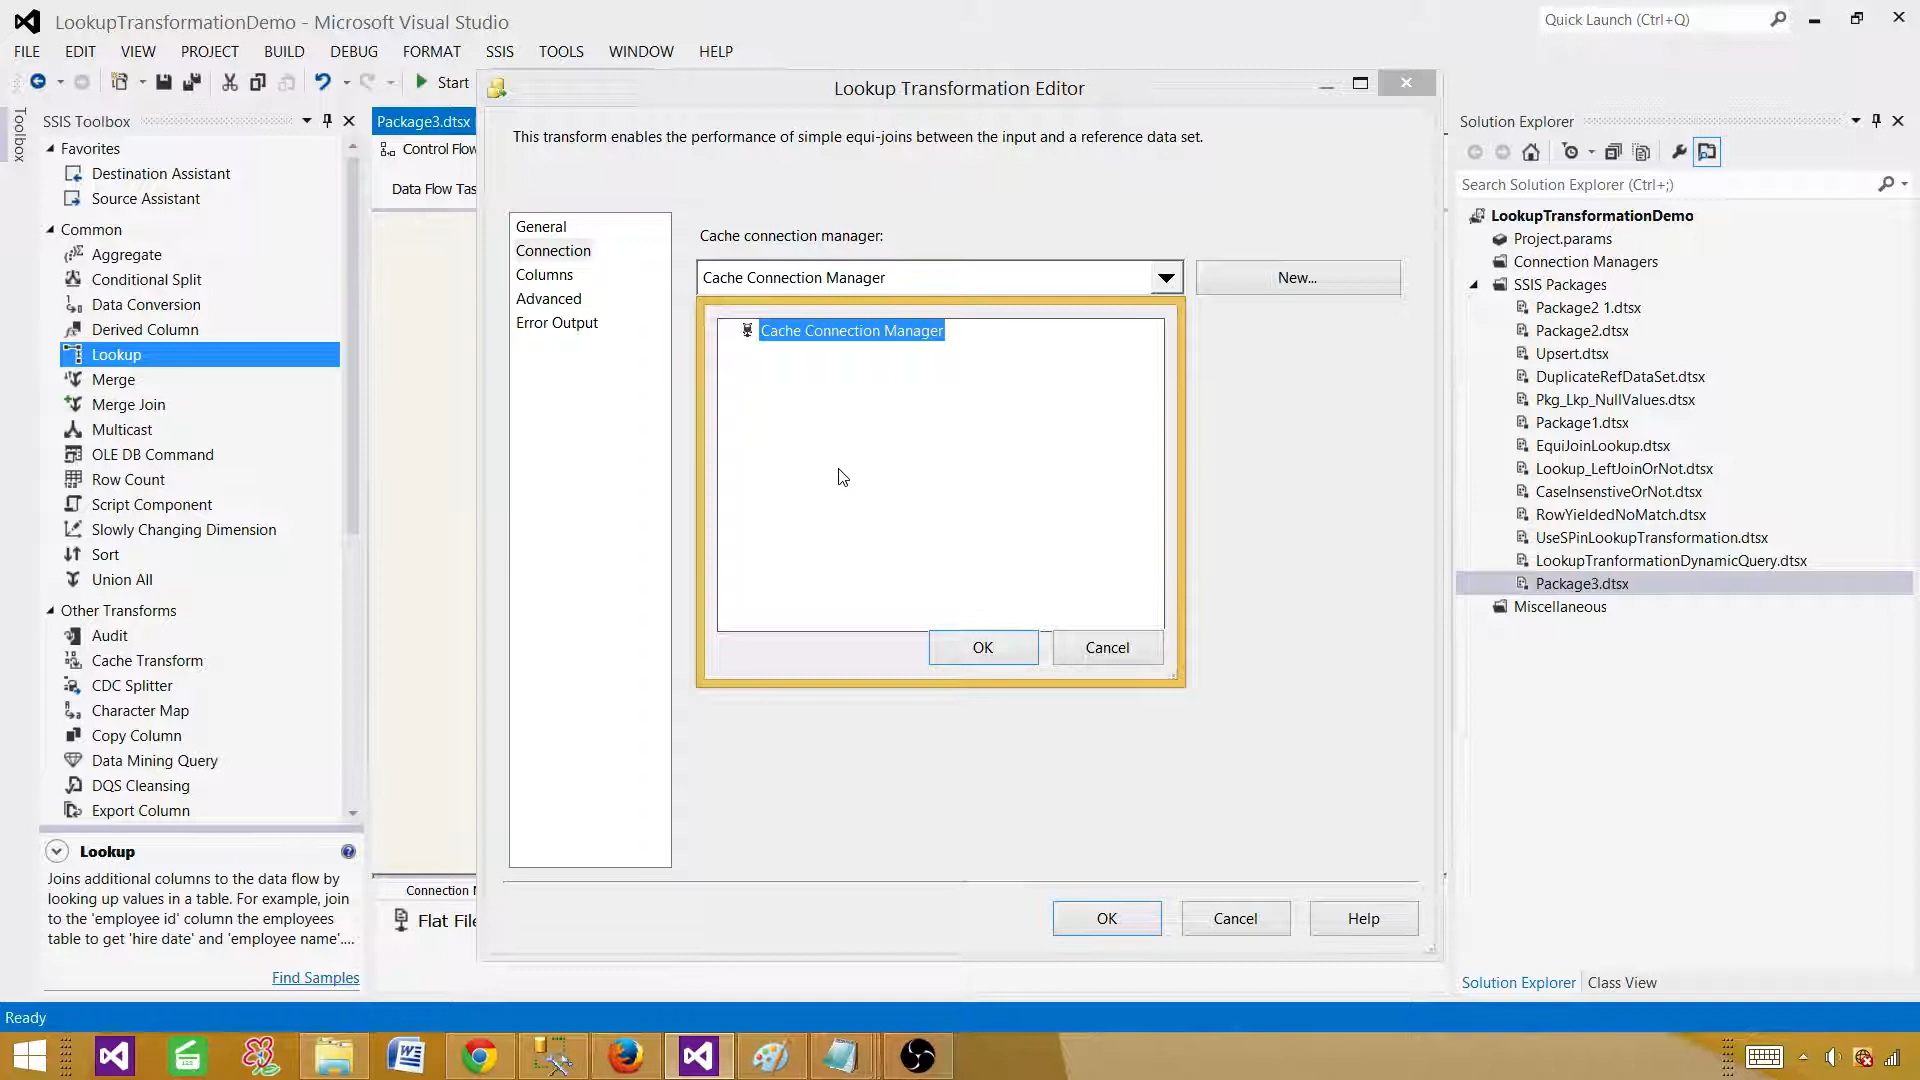 LookupTransformationDemo - Microsoft Visual Studio
Quick Launch (Ctrl+Q)
FILE EDIT VIEW PROJECT BUILD DEBUG FORMAT SSIS TOOLS WINDOW HELP
Start
Lookup Transformation Editor
Toolbox
SSIS Toolbox
Favorites
Destination Assistant
Source Assistant
Common
Aggregate
Conditional Split
Data Conversion
Derived Column
Lookup
Merge
Merge Join
Multicast
OLE DB Command
Row Count
Script Component
Slowly Changing Dimension
Sort
Union All
Other Transforms
Audit
Cache Transform
CDC Splitter
Character Map
Copy Column
Data Mining Query
DQS Cleansing
Export Column
Lookup
Joins additional columns to the data flow by
looking up values in a table. For example, join
to the 'employee id' column the employees
table to get 'hire date' and 'employee name'....
Find Samples
Package3.dtsx
Control Flow
Data Flow Tas
Connection M
Flat File
This transform enables the performance of simple equi-joins between the input and a reference data set.
General
Connection
Columns
Advanced
Error Output
Cache connection manager:
Cache Connection Manager
New...
Cache Connection Manager
OK Cancel
OK Cancel Help
Solution Explorer
Search Solution Explorer (Ctrl+;)
LookupTransformationDemo
Project.params
Connection Managers
SSIS Packages
Package2 1.dtsx
Package2.dtsx
Upsert.dtsx
DuplicateRefDataSet.dtsx
Pkg_Lkp_NullValues.dtsx
Package1.dtsx
EquiJoinLookup.dtsx
Lookup_LeftJoinOrNot.dtsx
CaseInsenstiveOrNot.dtsx
RowYieldedNoMatch.dtsx
UseSPinLookupTransformation.dtsx
LookupTranformationDynamicQuery.dtsx
Package3.dtsx
Miscellaneous
Solution Explorer Class View
Ready